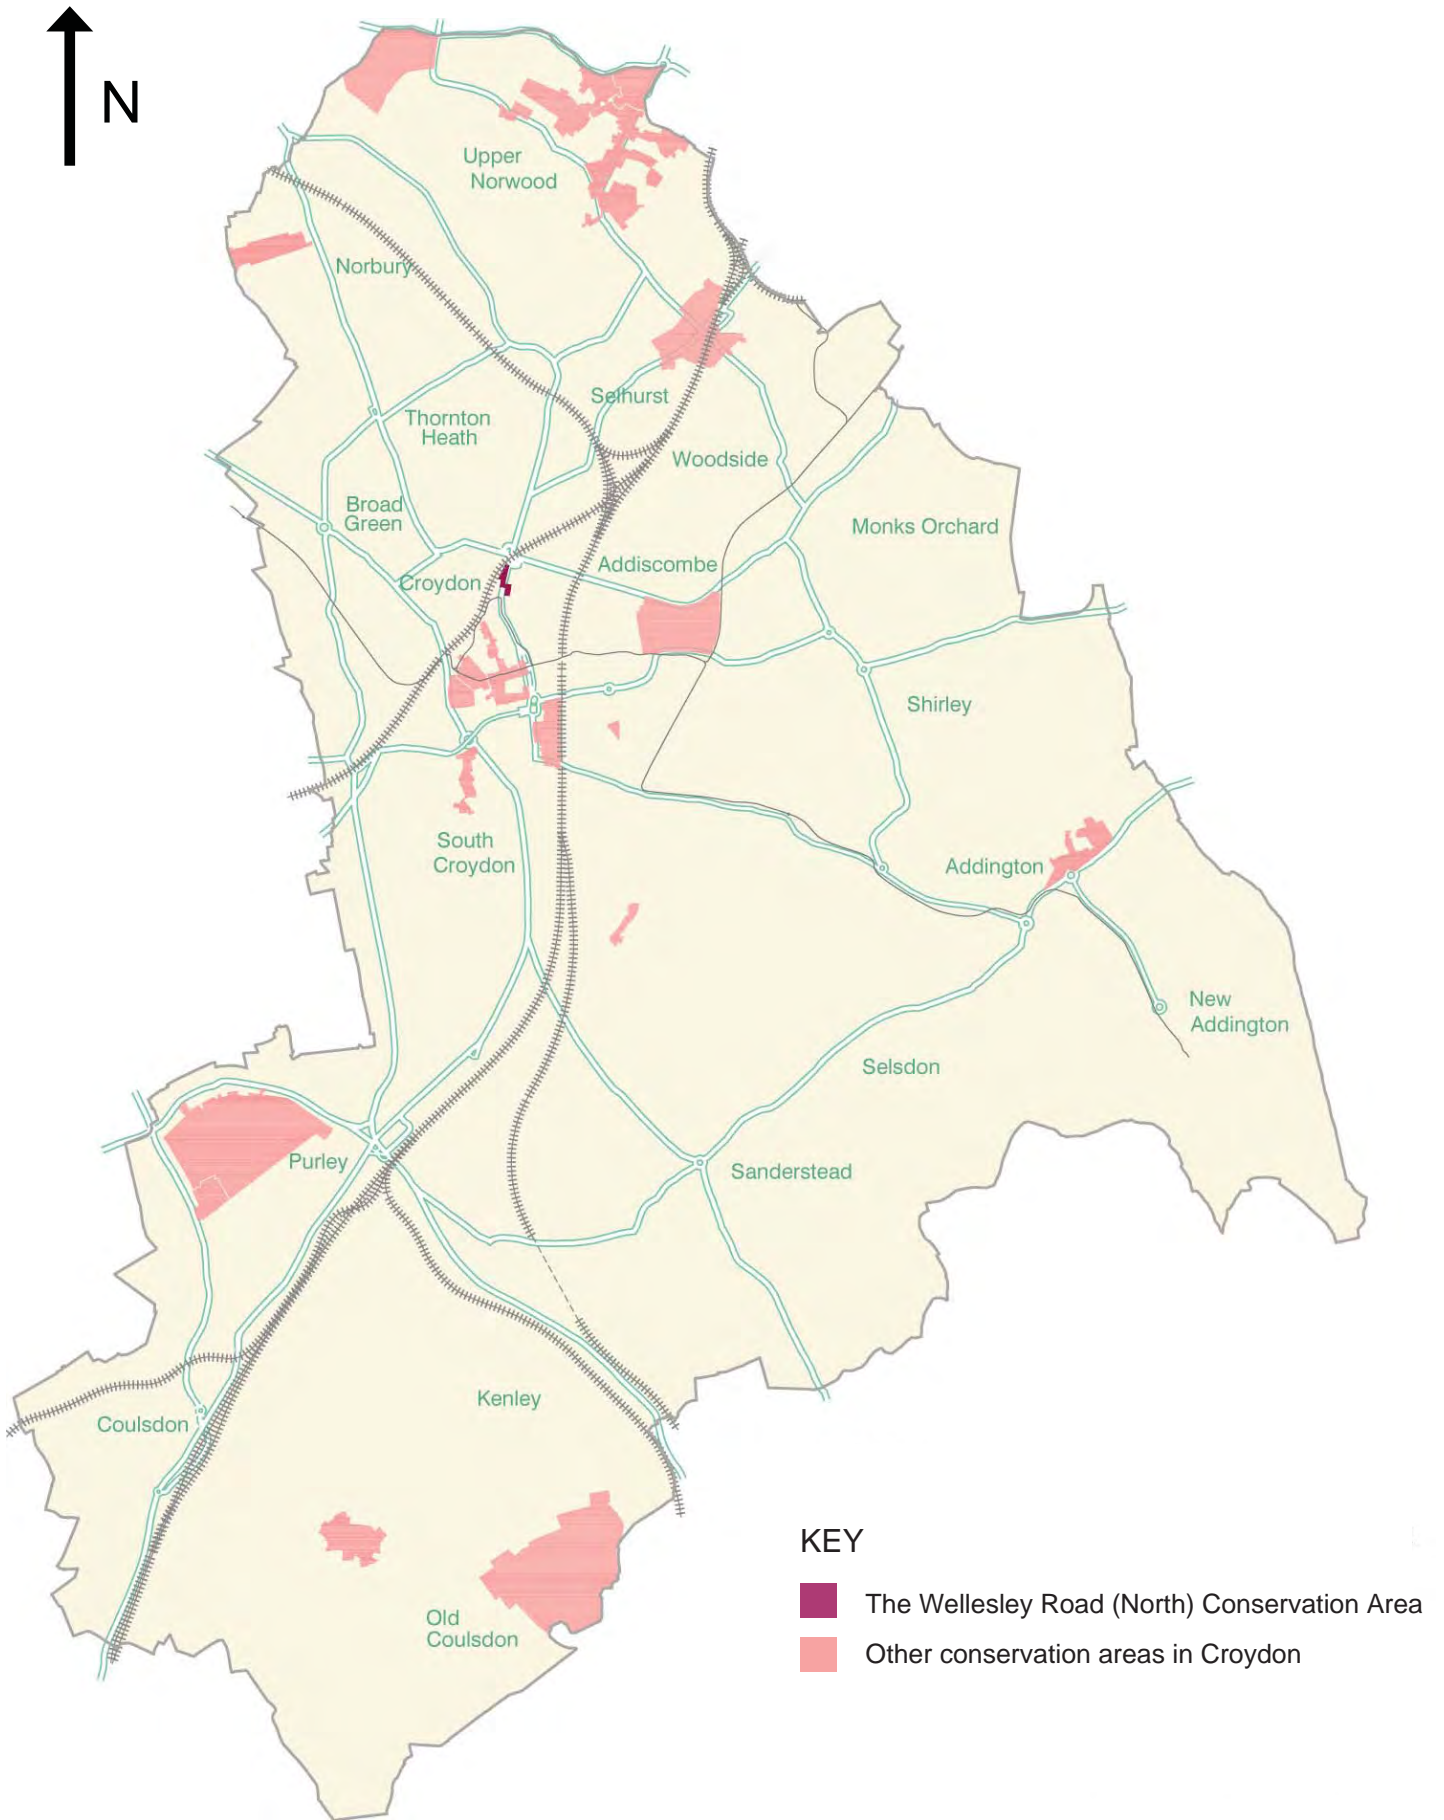 N
Upper
Norwood
Norbury
Selhurst
Thornton
Heath
Woodside
Broad
Green
Monks Orchard
Addiscombe
Croydon
Shirley
South
Croydon
Addington
New
Addington
Selsdon
Purley
Sanderstead
Kenley
Coulsdon
Old
Coulsdon
KEY
The Wellesley Road (North) Conservation Area
Other conservation areas in Croydon